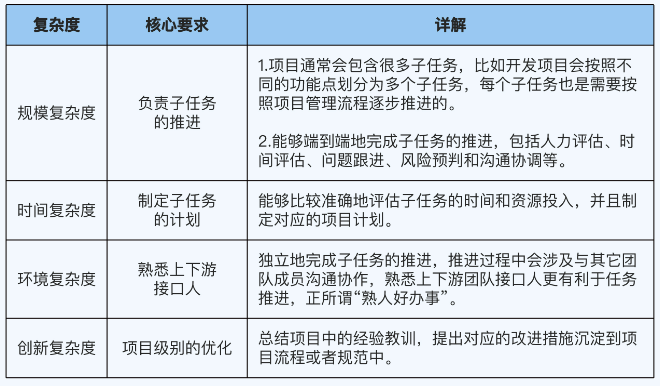 复杂度
核心要求
详解
规模复杂度
负责子任务
的推进
1.项目通常会包含很多子任务，比如开发项目会按照不
同的功能点划分为多个子任务，每个子任务也是需要按
照项目管理流程逐步推进的。
2.能够端到端地完成子任务的推进，包括人力评估、时
间评估、问题跟进、风险预判和沟通协调等。
时间复杂度
制定子任务
的计划
能够比较准确地评估子任务的时间和资源投入，并且制
定对应的项目计划。
环境复杂度
熟悉上下游
接口人
独立地完成子任务的推进，推进过程中会涉及与其它团
队成员沟通协作，熟悉上下游团队接口人更有利于任务
推进，正所谓“熟人好办事”。
创新复杂度
项目级别的优化
总结项目中的经验教训，提出对应的改进措施沉淀到项
目流程或者规范中。